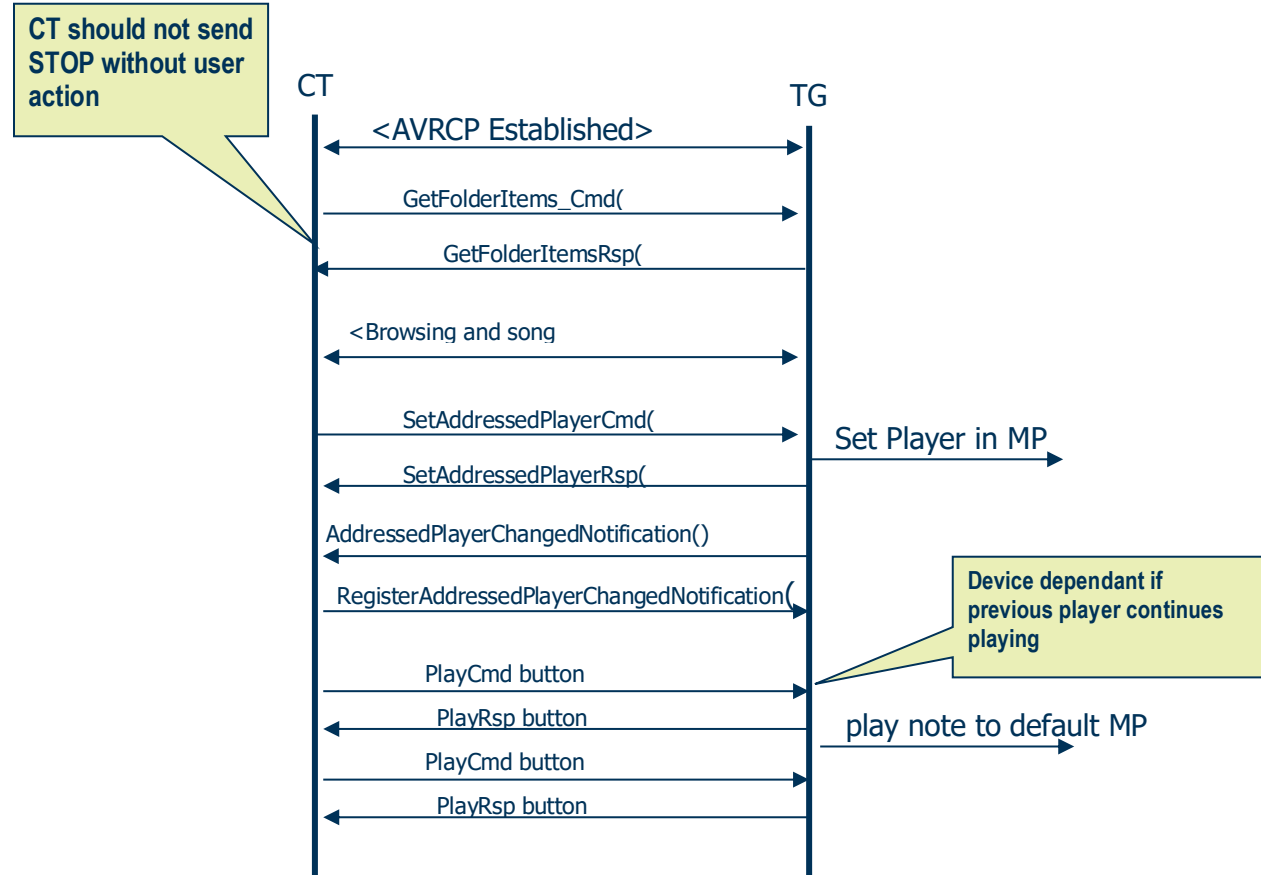 CT should not send
STOP without user
action
CT
TG
<AVRCP Established>
GetFolderItems_Cmd(
GetFolderItemsRsp(
<Browsing and song
SetAddressedPlayerCmd(
Set Player in MP
SetAddressedPlayerRsp(
AddressedPlayerChangedNotification()
RegisterAddressedPlayerChangedNotification(
Device dependant if
previous player continues
playing
PlayCmd button
PlayRsp button
play note to default MP
PlayCmd button
PlayRsp button